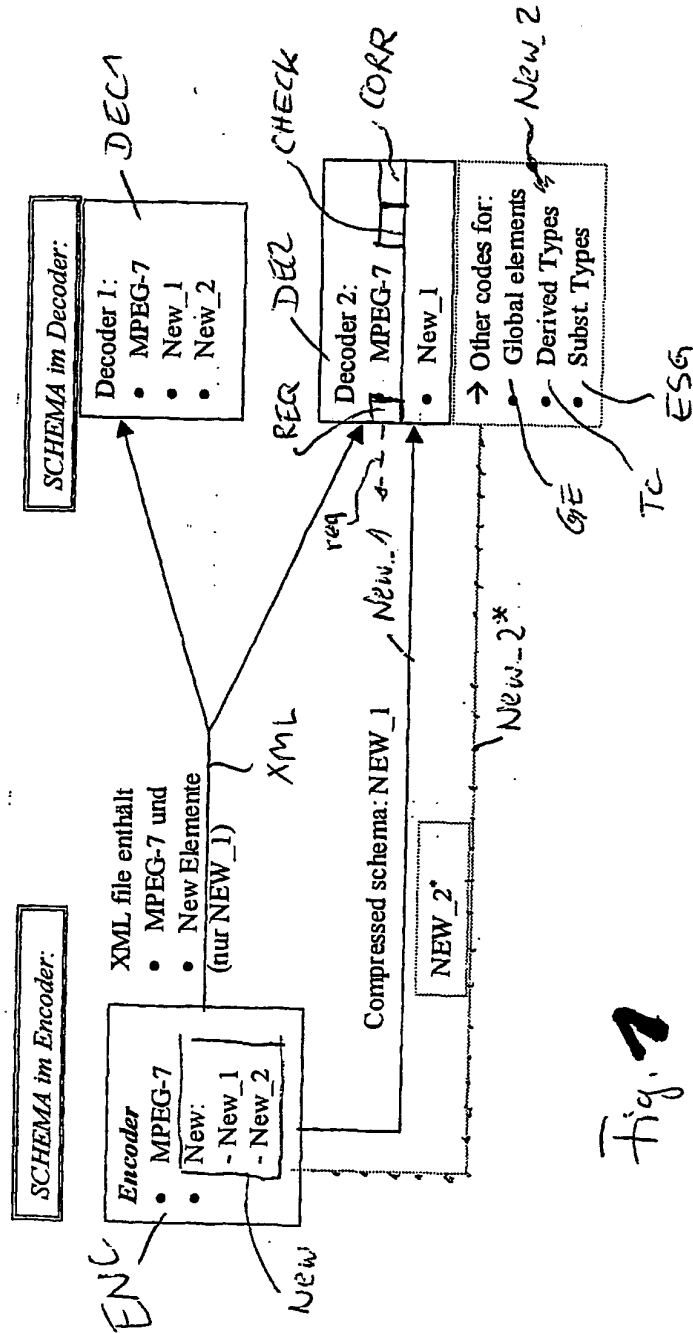 SCHEMA im Encoder:
ENC
Encoder
• MPEG-7
• New:
- New_1
- New_2
New
XML file enthält
• MPEG-7 und
• New Elemente
(nur NEW_1)
XML
Compressed schema: NEW_1
New_1
NEW_2*
New_2*
SCHEMA im Decoder:
Decoder 1:
• MPEG-7
• New_1
• New_2
DEC1
REQ
req
DEC2
CHECK
CORR
Decoder 2:
• MPEG-7
• New_1
→ Other codes for:
• Global elements
• Derived Types
• Subst. Types
New_2
GE
TC
ESG
Fig. 1